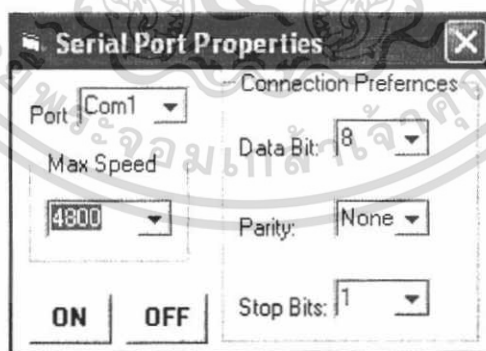 Serial Port Properties
Port
Com1
Max Speed
4800
ON
OFF
Connection Prefernces
Data Bit:
8
Parity:
None
Stop Bits:
1